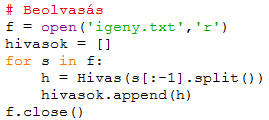 # Beolvasás
f = open('igeny.txt','r')
hivasok = []
for s in f:
    h = Hivas(s[:-1].split())
    hivasok.append(h)
f.close()